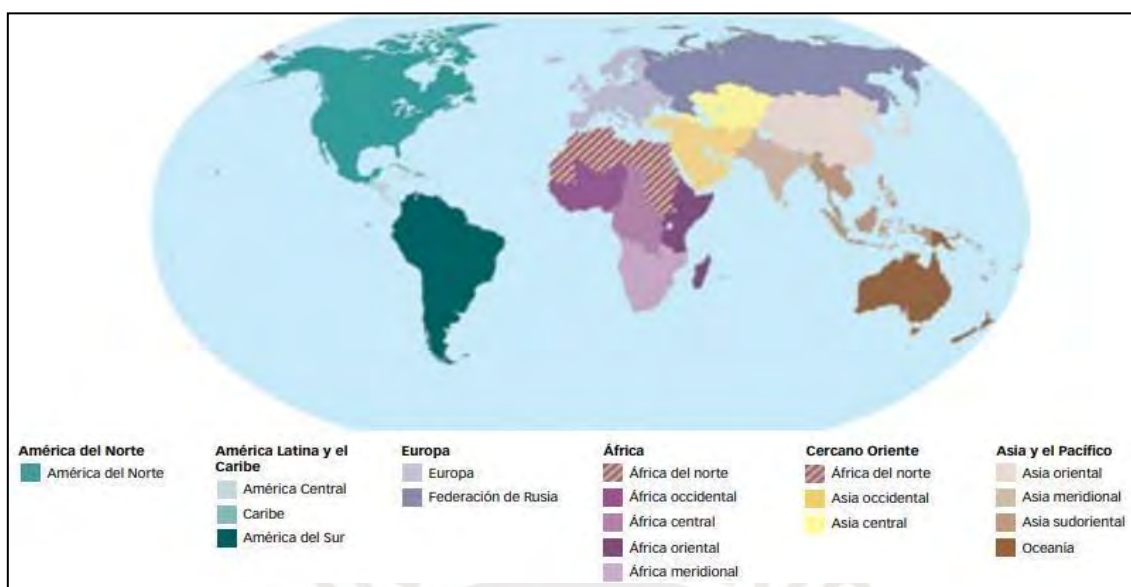 América del Norte
América del Norte
América Latina y el
Caribe
América Central
Caribe
América del Sur
Europa
Europa
Federación de Rusia
África
África del norte
África occidental
África central
África oriental
África meridional
Cercano Oriente
África del norte
Asia occidental
Asia central
Asia y el Pacífico
Asia oriental
Asia meridional
Asia sudoriental
Oceanía